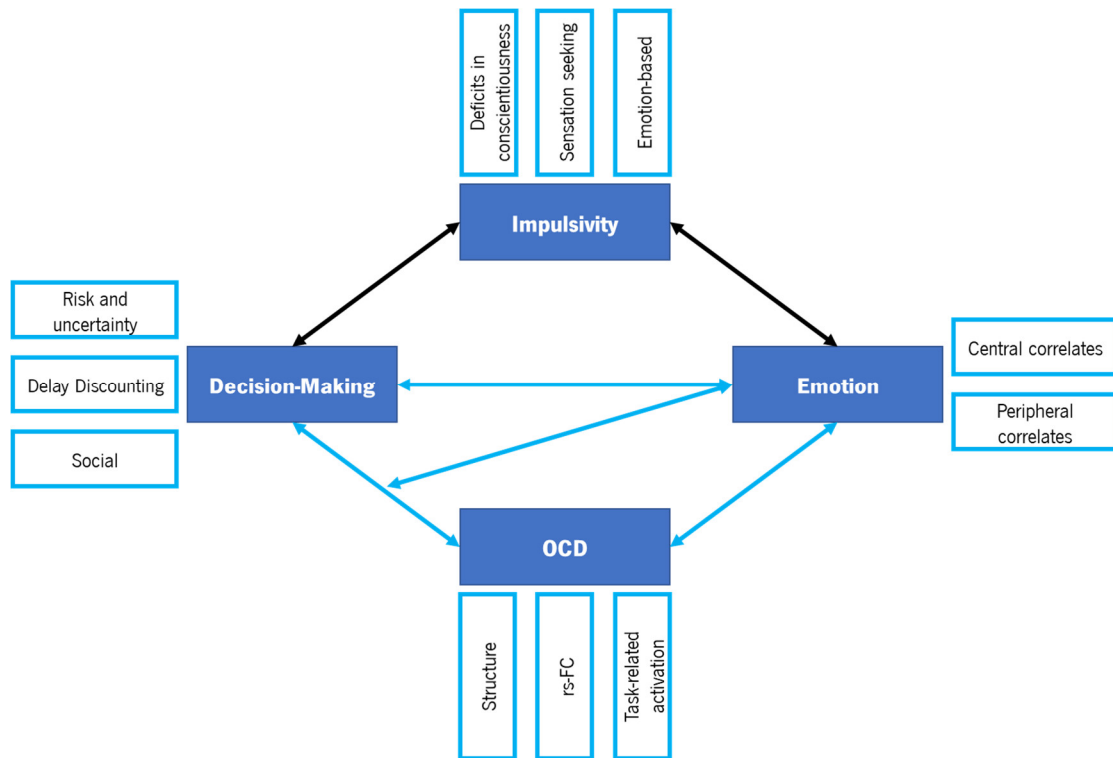 Deficits in
conscientiousness
Sensation seeking
Emotion-based
Impulsivity
Risk and
uncertainty
Delay Discounting
Social
Decision-Making
Emotion
Central correlates
Peripheral
correlates
OCD
Structure
rs-FC
Task-related
activation